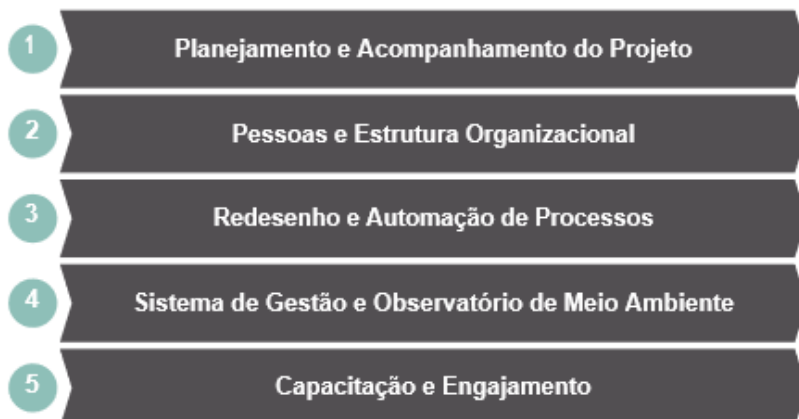 1 Planejamento e Acompanhamento do Projeto
2 Pessoas e Estrutura Organizacional
3 Redesenho e Automação de Processos
4 Sistema de Gestão e Observatório de Meio Ambiente
5 Capacitação e Engajamento